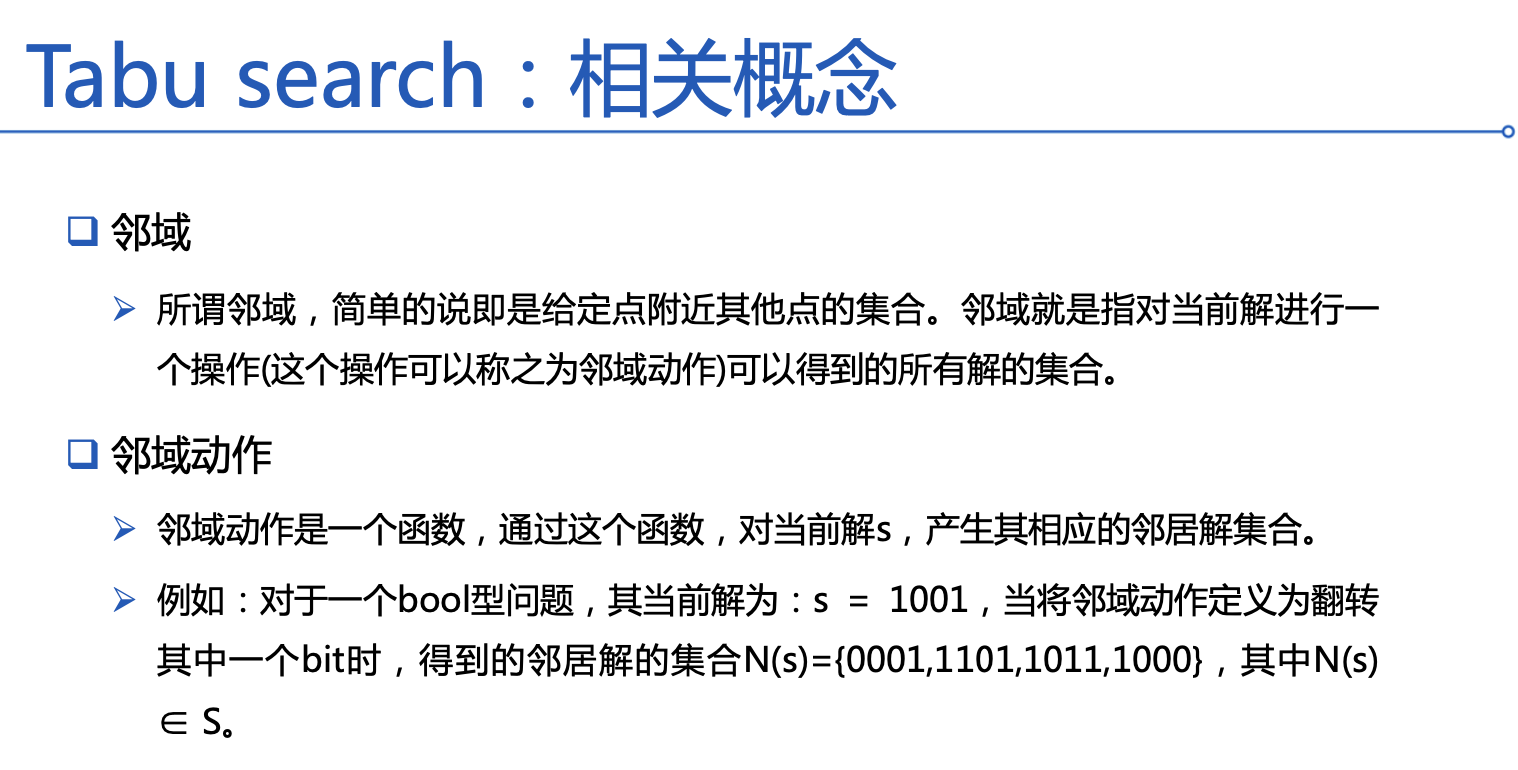 Tabu search：相关概念
邻域
所谓邻域，简单的说即是给定点附近其他点的集合。邻域就是指对当前解进行一
个操作(这个操作可以称之为邻域动作)可以得到的所有解的集合。
邻域动作
邻域动作是一个函数，通过这个函数，对当前解s，产生其相应的邻居解集合。
例如：对于一个bool型问题，其当前解为：s = 1001，当将邻域动作定义为翻转
其中一个bit时，得到的邻居解的集合N(s)={0001,1101,1011,1000}，其中N(s)
∈ S。